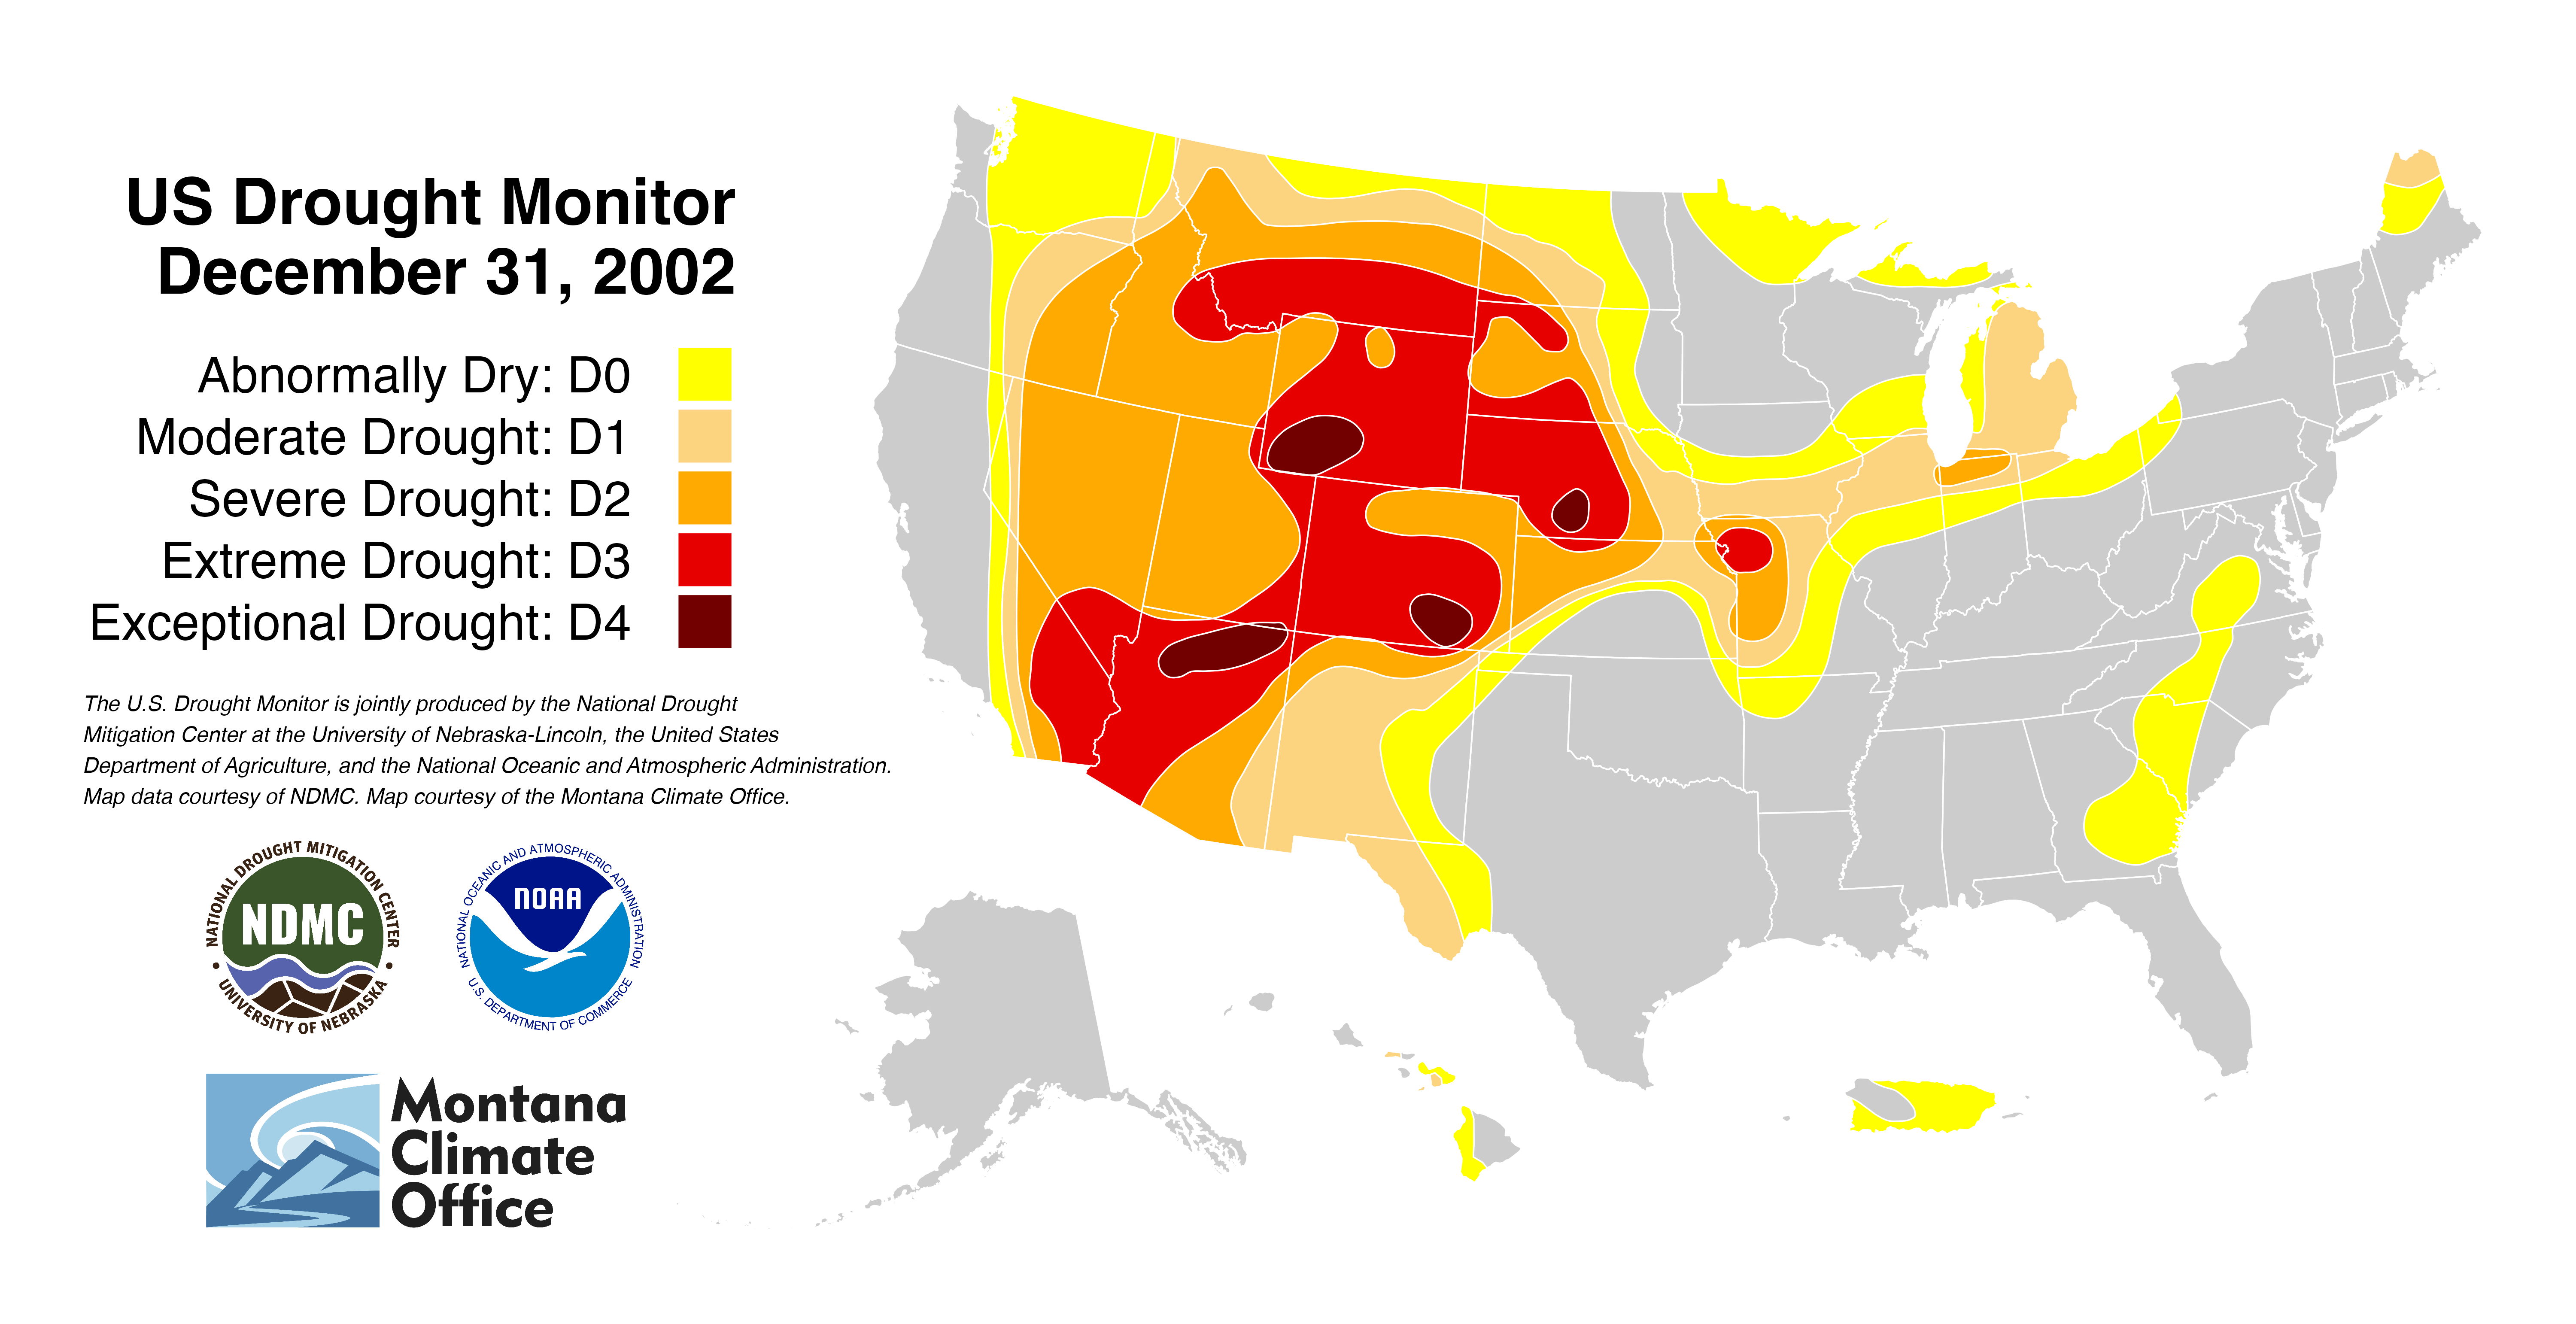 US Drought Monitor
December 31, 2002
Abnormally Dry: D0
Moderate Drought: D1
Severe Drought: D2
Extreme Drought: D3
Exceptional Drought: D4
The U.S. Drought Monitor is jointly produced by the National Drought
Mitigation Center at the University of Nebraska-Lincoln, the United States
Department of Agriculture, and the National Oceanic and Atmospheric Administration.
Map data courtesy of NDMC. Map courtesy of the Montana Climate Office.
NATIONAL DROUGHT MITIGATION CENTER
NDMC
UNIVERSITY OF NEBRASKA
NATIONAL OCEANIC AND ATMOSPHERIC ADMINISTRATION
NOAA
U.S. DEPARTMENT OF COMMERCE
Montana
Climate
Office